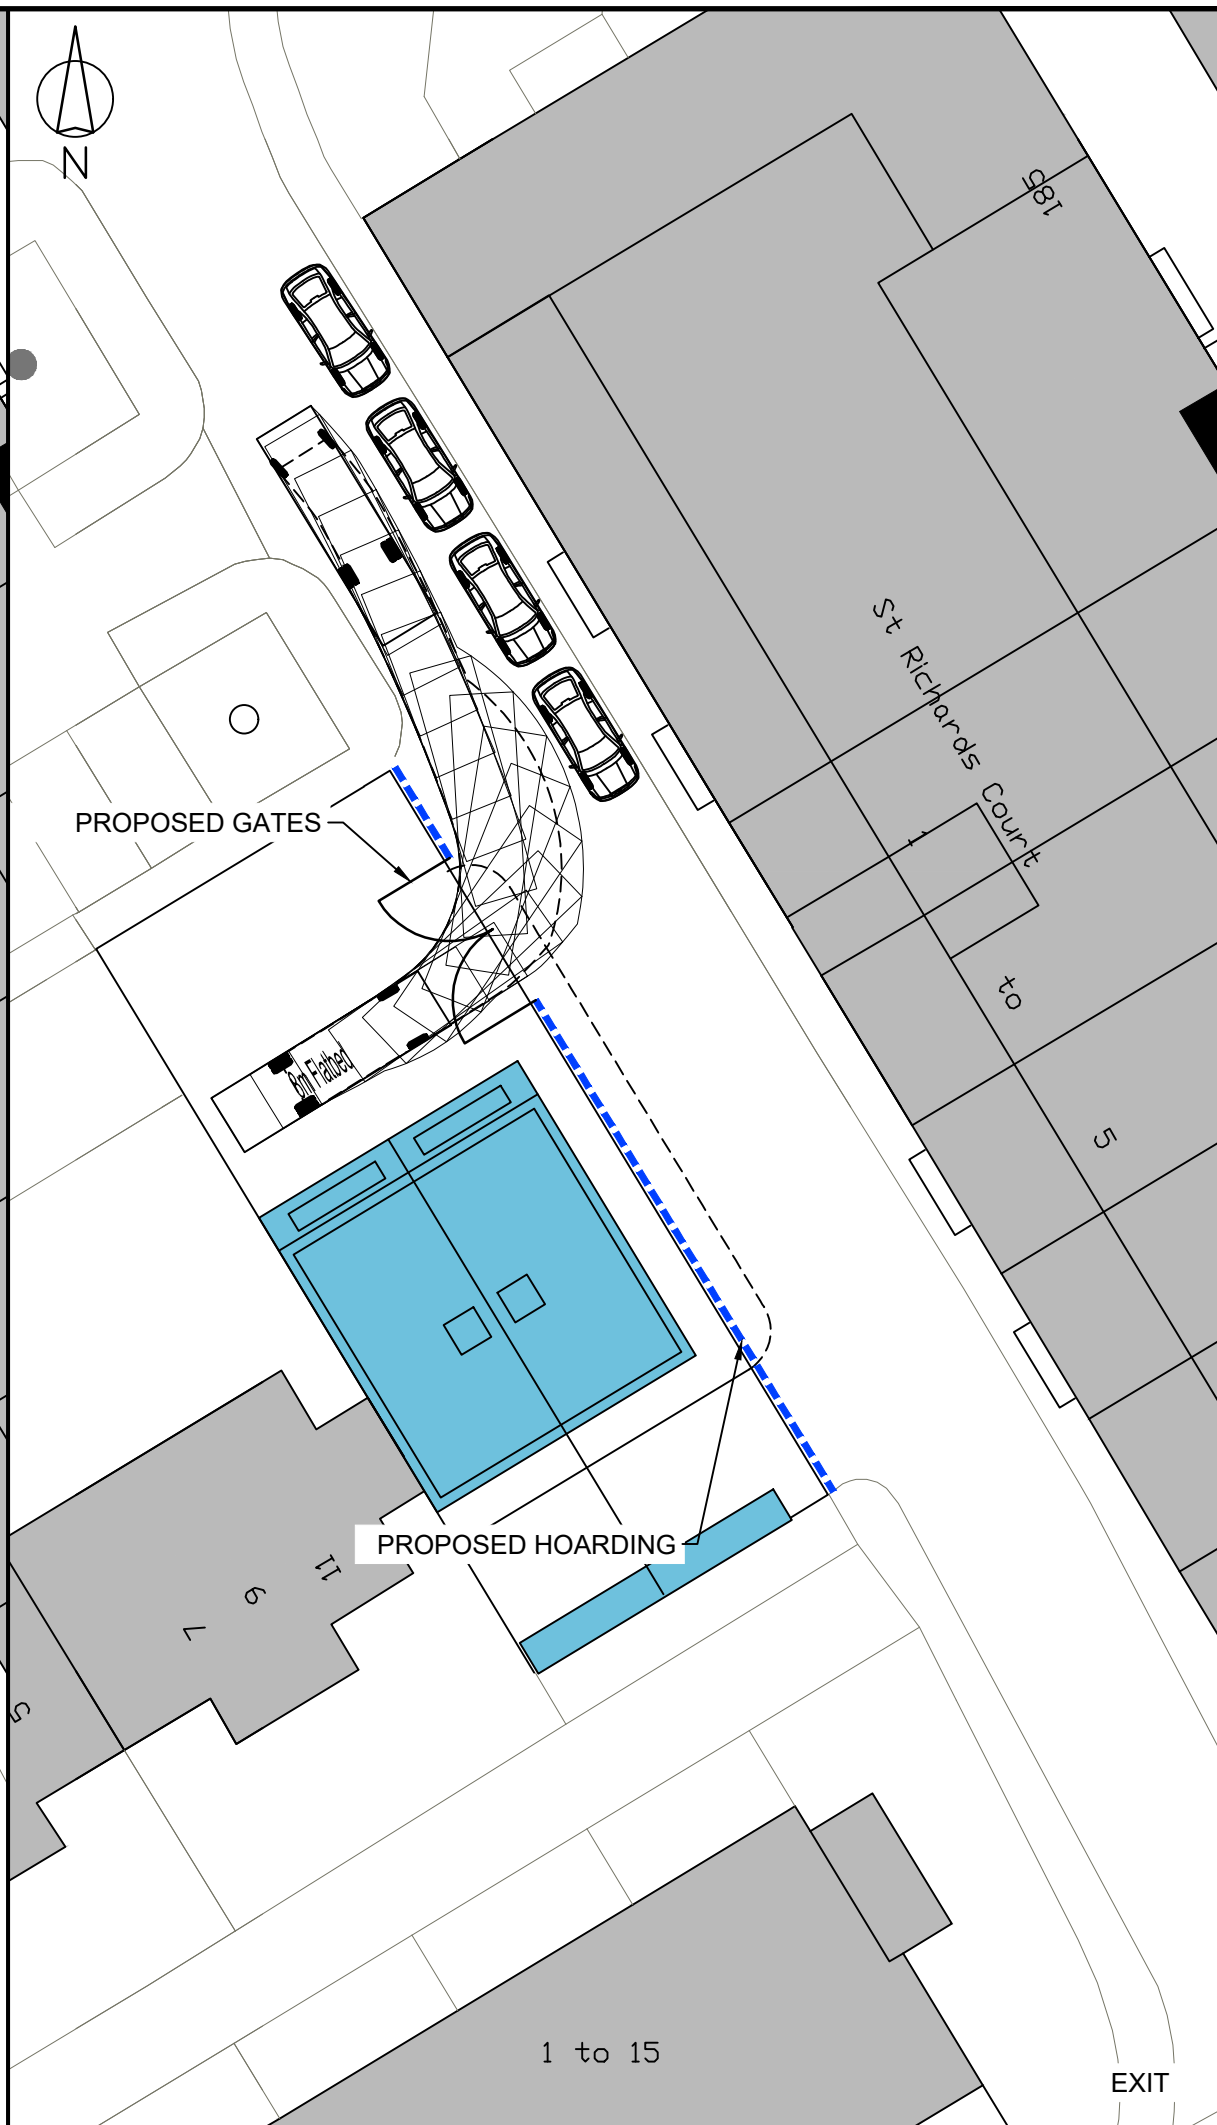 N
185
St Richards Court
PROPOSED GATES
1
to
5
8m Flatbed
PROPOSED HOARDING
11
9
7
5
1 to 15
EXIT